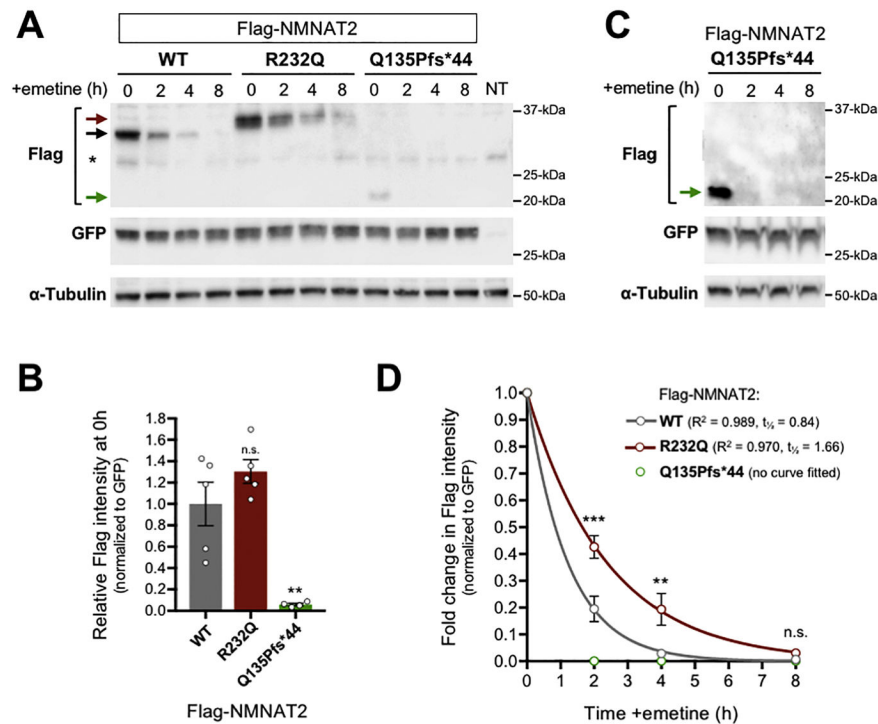 A
Flag-NMNAT2
WT R232Q Q135Pfs*44
+emetine (h) 0 2 4 8 0 2 4 8 0 2 4 8 NT
37-kDa
Flag
*
25-kDa
20-kDa
GFP
25-kDa
α-Tubulin
50-kDa
C
Flag-NMNAT2
Q135Pfs*44
+emetine (h) 0 2 4 8
37-kDa
Flag
25-kDa
20-kDa
GFP
25-kDa
α-Tubulin
50-kDa
B
Relative Flag intensity at 0h
(normalized to GFP)
1.8
1.6
1.4
1.2
1.0
0.8
0.6
0.4
0.2
0.0
n.s.
**
WT
R232Q
Q135Pfs*44
Flag-NMNAT2
D
Fold change in Flag intensity
(normalized to GFP)
1.0
0.9
0.8
0.7
0.6
0.5
0.4
0.3
0.2
0.1
0.0
Flag-NMNAT2:
WT (R² = 0.989, t½ = 0.84)
R232Q (R² = 0.970, t½ = 1.66)
Q135Pfs*44 (no curve fitted)
***
**
n.s.
0 1 2 3 4 5 6 7 8
Time +emetine (h)